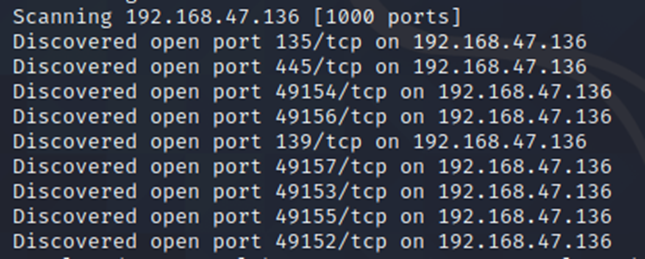 Scanning 192.168.47.136 [1000 ports]
Discovered open port 135/tcp on 192.168.47.136
Discovered open port 445/tcp on 192.168.47.136
Discovered open port 49154/tcp on 192.168.47.136
Discovered open port 49156/tcp on 192.168.47.136
Discovered open port 139/tcp on 192.168.47.136
Discovered open port 49157/tcp on 192.168.47.136
Discovered open port 49153/tcp on 192.168.47.136
Discovered open port 49155/tcp on 192.168.47.136
Discovered open port 49152/tcp on 192.168.47.136